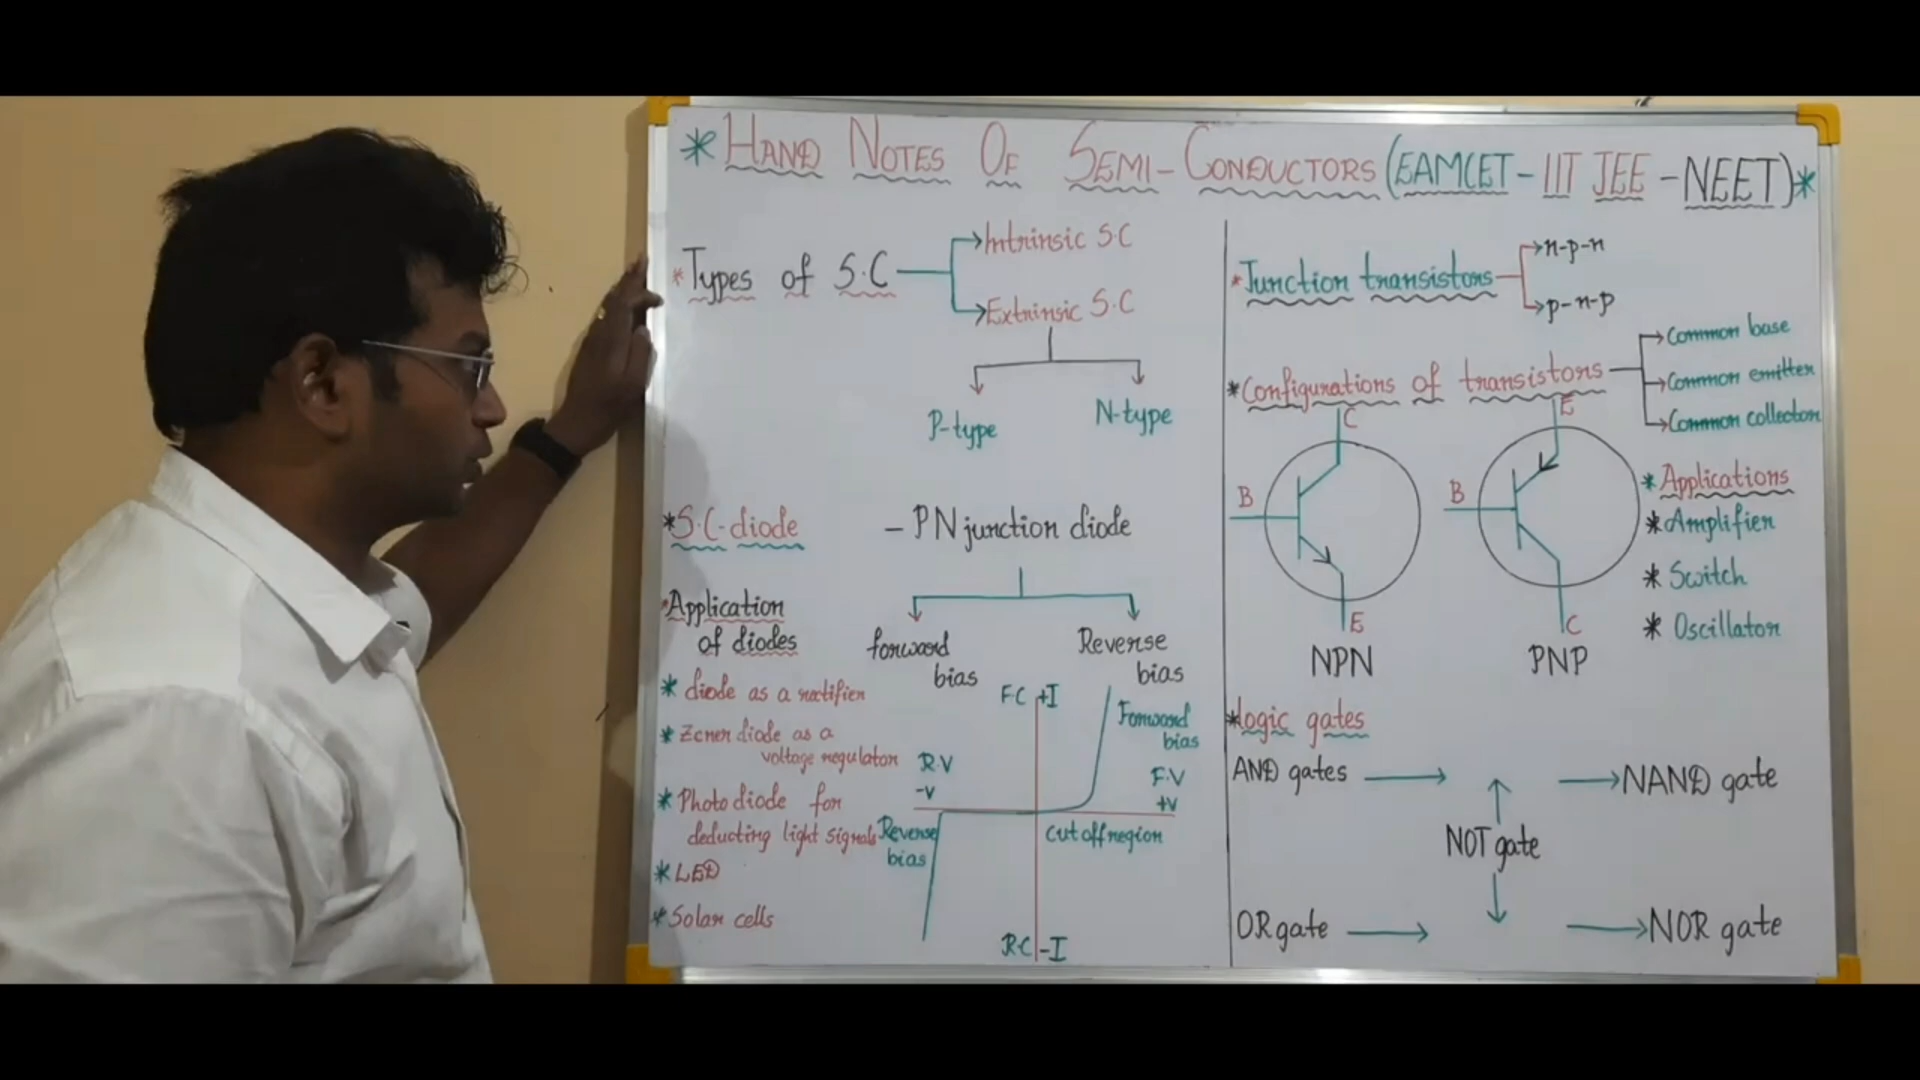 *HAND NOTES OF SEMI-CONDUCTORS (EAMCET-IIT JEE-NEET)*
*Types of S.C
Intrinsic S.C
Extrinsic S.C
P-type
N-type
*S.C-diode
- PN junction diode
forward
bias
Reverse
bias
*Application
of diodes
* diode as a rectifier
* Zener diode as a
voltage regulator
* Photo diode for
deducting light signals
* LED
* Solar cells
F.C +I
Forward
bias
R.V
-V
F.V
+V
Reverse
bias
Cut off region
R.C -I
*Junction transistors
n-p-n
p-n-p
*Configurations of transistors
Common base
Common emitter
Common collector
C
B
E
NPN
E
B
C
PNP
* Applications
* Amplifier
* Switch
* Oscillator
*logic gates
AND gates
NAND gate
NOT gate
OR gate
NOR gate